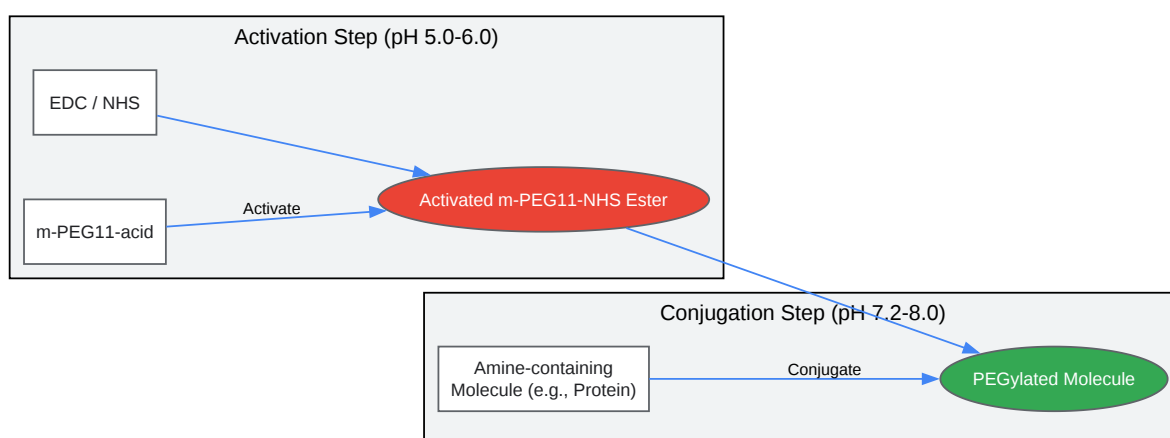 Activation Step (pH 5.0-6.0)
EDC / NHS
Activated m-PEG11-NHS Ester
Activate
m-PEG11-acid
Conjugation Step (pH 7.2-8.0)
Amine-containing
Molecule (e.g., Protein)
Conjugate
PEGylated Molecule